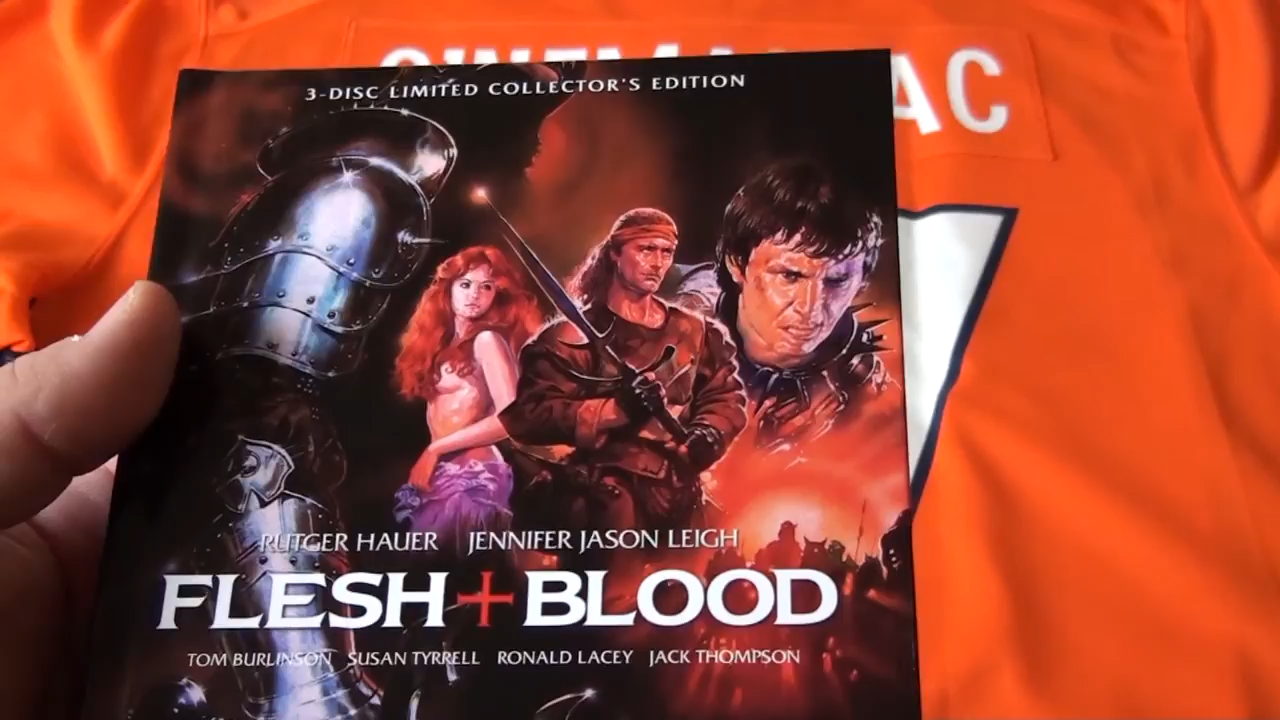 3-DISC LIMITED COLLECTOR'S EDITION
RUTGER HAUER JENNIFER JASON LEIGH
FLESH+BLOOD
TOM BURLINSON SUSAN TYRRELL RONALD LACEY JACK THOMPSON